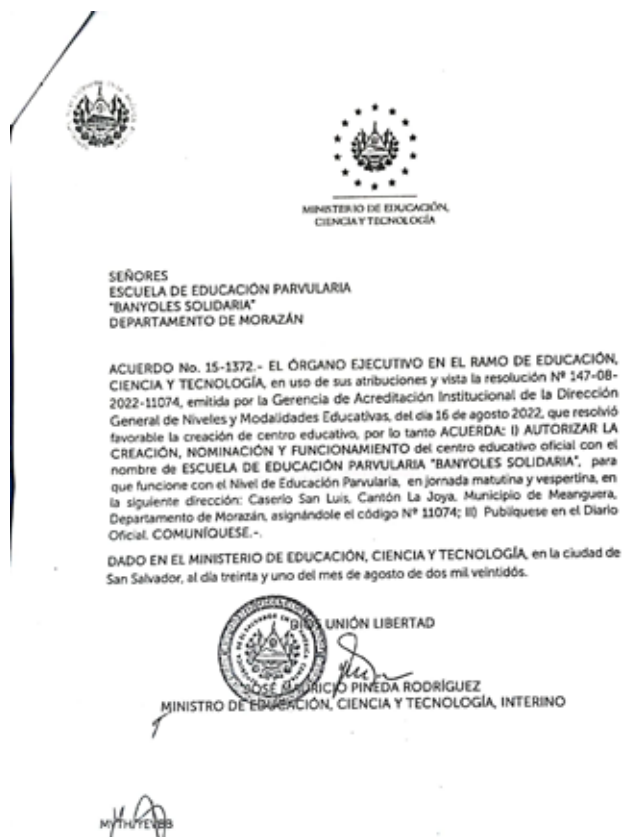 MINISTERIO DE EDUCACIÓN,
CIENCIA Y TECNOLOGÍA
SEÑORES
ESCUELA DE EDUCACIÓN PARVULARIA
"BANYOLES SOLIDARIA"
DEPARTAMENTO DE MORAZÁN
ACUERDO No. 15-1372.- EL ÓRGANO EJECUTIVO EN EL RAMO DE EDUCACIÓN,
CIENCIA Y TECNOLOGÍA, en uso de sus atribuciones y vista la resolución Nº 147-08-
2022-11074, emitida por la Gerencia de Acreditación Institucional de la Dirección
General de Niveles y Modalidades Educativas, del día 16 de agosto 2022, que resolvió
favorable la creación de centro educativo, por lo tanto ACUERDA: I) AUTORIZAR LA
CREACIÓN, NOMINACIÓN Y FUNCIONAMIENTO del centro educativo oficial con el
nombre de ESCUELA DE EDUCACIÓN PARVULARIA "BANYOLES SOLIDARIA", para
que funcione con el Nivel de Educación Parvularia, en jornada matutina y vespertina, en
la siguiente dirección: Caserío San Luis, Cantón La Joya, Municipio de Meanguera,
Departamento de Morazán, asignándole el código Nº 11074; II) Publíquese en el Diario
Oficial. COMUNÍQUESE.-.
DADO EN EL MINISTERIO DE EDUCACIÓN, CIENCIA Y TECNOLOGÍA, en la ciudad de
San Salvador, al día treinta y uno del mes de agosto de dos mil veintidós.
DIOS UNIÓN LIBERTAD
JOSÉ MAURICIO PINEDA RODRÍGUEZ
MINISTRO DE EDUCACIÓN, CIENCIA Y TECNOLOGÍA, INTERINO